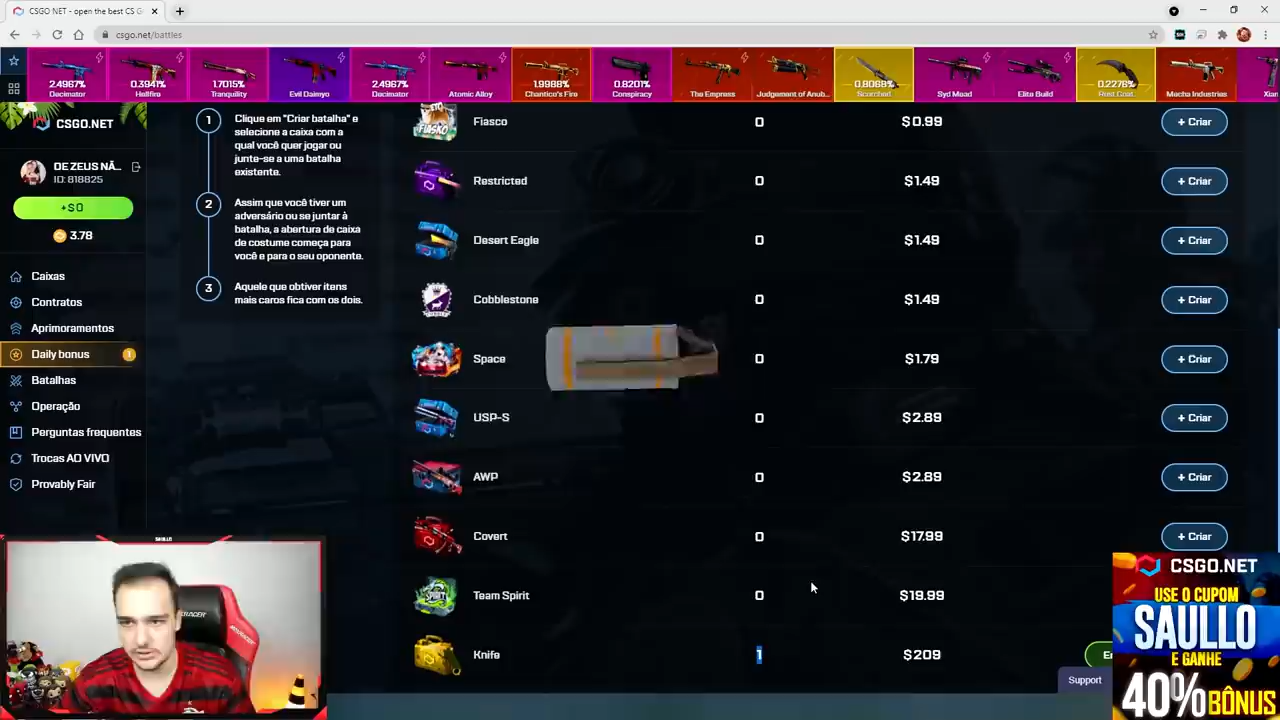 CSGO.NET - open the best CS G
csgo.net/battles
2.4967%
Decimator
0.3941%
Hellfire
1.7015%
Tranquility
Evil Daimyo
2.4967%
Decimator
Atomic Alloy
1.9988%
Chantico's Fire
0.8201%
Conspiracy
The Empress
Judgement of Anub...
0.8068%
Scorched
Syd Mead
Elite Build
0.2276%
Rust Coat
Mecha Industries
CSGO.NET
DE ZEUS NÃ...
ID: 818825
+$ 0
3.78
Caixas
Contratos
Aprimoramentos
Daily bonus 1
Batalhas
Operação
Perguntas frequentes
Trocas AO VIVO
Provably Fair
1 Clique em "Criar batalha" e
selecione a caixa com a
qual você quer jogar ou
junte-se a uma batalha
existente.
2 Assim que você tiver um
adversário ou se juntar à
batalha, a abertura de caixa
de costume começa para
você e para o seu oponente.
3 Aquele que obtiver itens
mais caros fica com os dois.
Fiasco 0 $0.99 + Criar
Restricted 0 $1.49 + Criar
Desert Eagle 0 $1.49 + Criar
Cobblestone 0 $1.49 + Criar
Space 0 $1.79 + Criar
USP-S 0 $2.89 + Criar
AWP 0 $2.89 + Criar
Covert 0 $17.99 + Criar
Team Spirit 0 $19.99
Knife 1 $209
Support
SAULLO
CSGO.NET
USE O CUPOM
SAULLO
E GANHE
40% BÔNUS